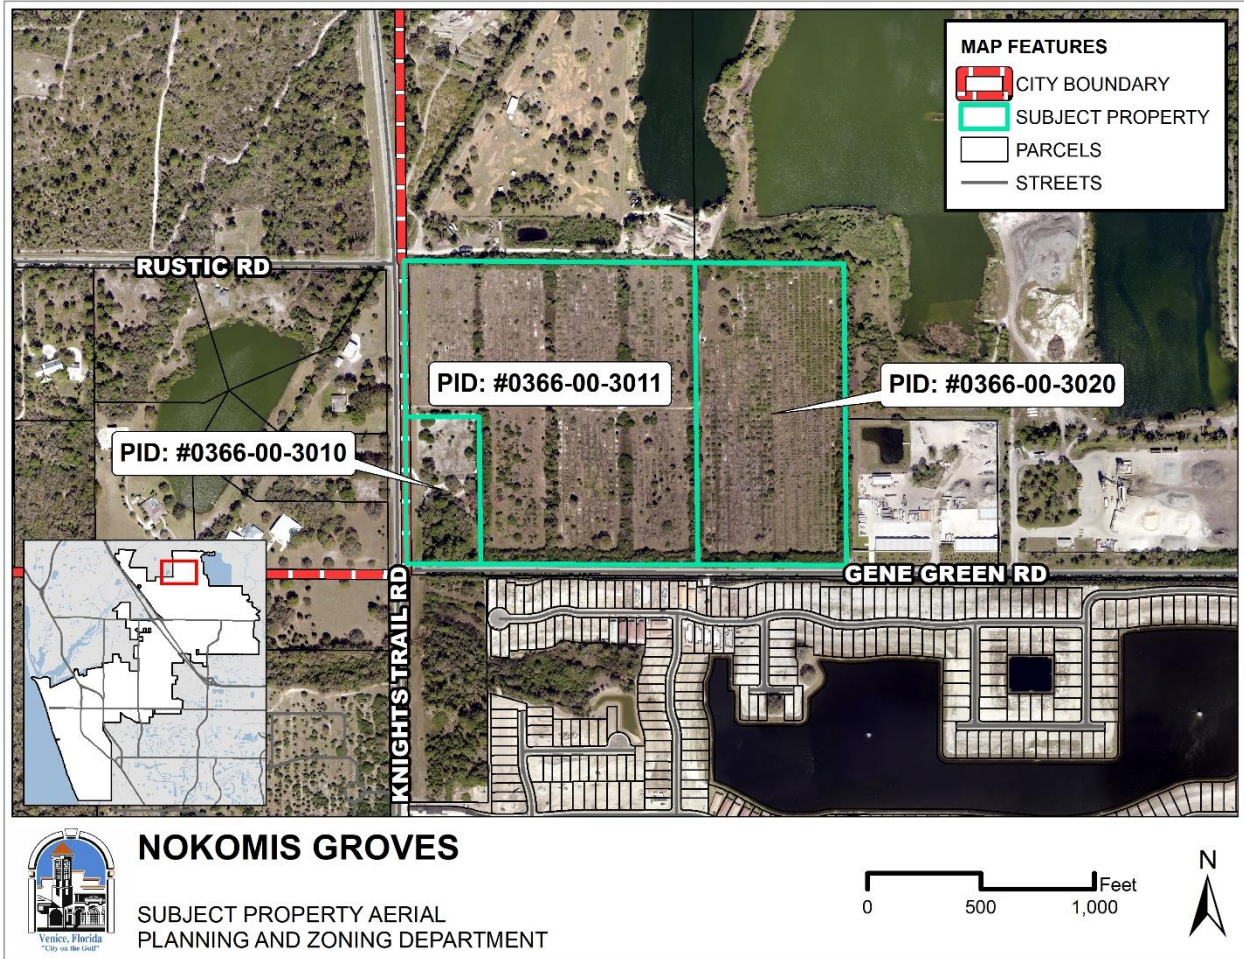 MAP FEATURES
CITY BOUNDARY
SUBJECT PROPERTY
PARCELS
STREETS
RUSTIC RD
PID: #0366-00-3011
PID: #0366-00-3020
PID: #0366-00-3010
GENE GREEN RD
KNIGHTS TRAIL RD
NOKOMIS GROVES
SUBJECT PROPERTY AERIAL
PLANNING AND ZONING DEPARTMENT
Venice, Florida
"City on the Gulf"
Feet
0 500 1,000
N